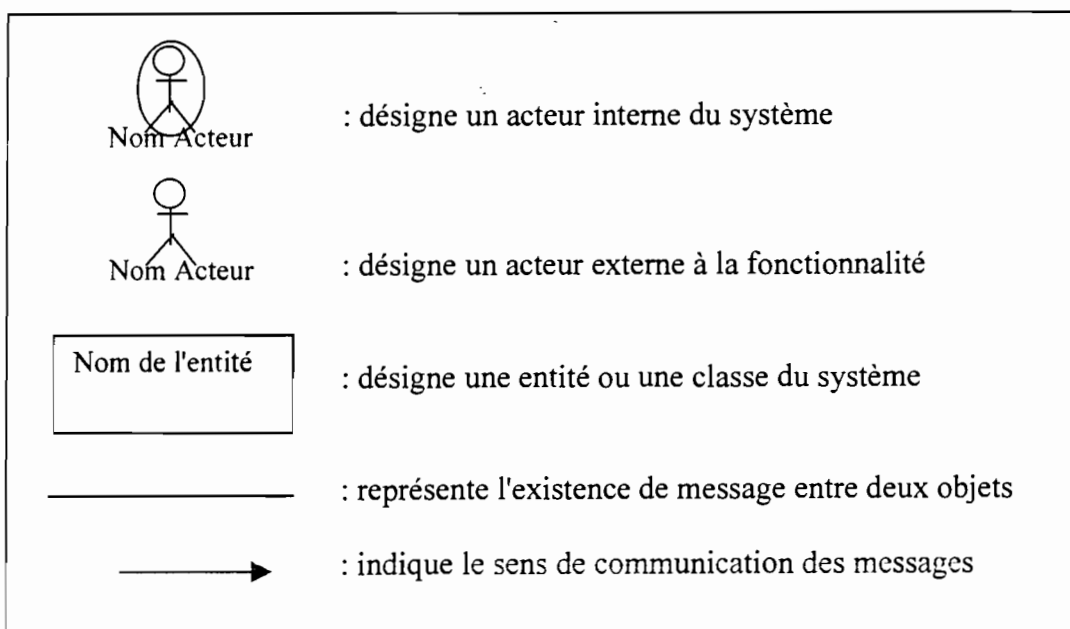 Nom Acteur : désigne un acteur interne du système
Nom Acteur : désigne un acteur externe à la fonctionnalité
Nom de l'entité : désigne une entité ou une classe du système
: représente l'existence de message entre deux objets
: indique le sens de communication des messages